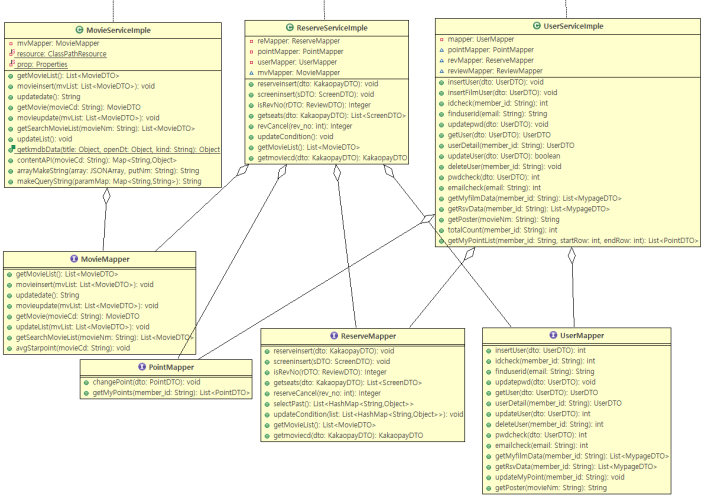 MovieServiceImple
mvMapper: MovieMapper
resource: ClassPathResource
prop: Properties
getMovieList(): List<MovieDTO>
movieinsert(mvList: List<MovieDTO>): void
updatedate(): String
getMovie(movieCd: String): MovieDTO
movieupdate(mvList: List<MovieDTO>): void
getSearchMovieList(movieNm: String): List<MovieDTO>
updateList(): void
getkmdbData(title: Object, openDt: Object, kind: String): Object
contentAPI(movieCd: String): Map<String,Object>
arrayMakeString(array: JSONArray, putNm: String): String
makeQueryString(paramMap: Map<String,String>): String
ReserveServiceImple
reMapper: ReserveMapper
pointMapper: PointMapper
userMapper: UserMapper
mvMapper: MovieMapper
reserveinsert(dto: KakaopayDTO): void
screeninsert(sDTO: ScreenDTO): void
isRevNo(rDTO: ReviewDTO): Integer
getseats(dto: KakaopayDTO): List<ScreenDTO>
revCancel(rev_no: int): Integer
updateCondition(): void
getMovieList(): List<MovieDTO>
getmoviecd(dto: KakaopayDTO): KakaopayDTO
UserServiceImple
mapper: UserMapper
pointMapper: PointMapper
revMapper: ReserveMapper
reviewMapper: ReviewMapper
insertUser(dto: UserDTO): void
insertFilmUser(dto: UserDTO): void
idcheck(member_id: String): int
finduserid(email: String): String
updatepwd(dto: UserDTO): void
getUser(dto: UserDTO): UserDTO
userDetail(member_id: String): UserDTO
updateUser(dto: UserDTO): boolean
deleteUser(member_id: String): void
pwdcheck(dto: UserDTO): int
emailcheck(email: String): int
getMyfilmData(member_id: String): List<MypageDTO>
getRsvData(member_id: String): List<MypageDTO>
getPoster(movieNm: String): String
totalCount(member_id: String): int
getMyPointList(member_id: String, startRow: int, endRow: int): List<PointDTO>
MovieMapper
getMovieList(): List<MovieDTO>
movieinsert(mvList: List<MovieDTO>): void
updatedate(): String
movieupdate(mvList: List<MovieDTO>): void
getMovie(movieCd: String): MovieDTO
updateList(mvList: List<MovieDTO>): void
getSearchMovieList(movieNm: String): List<MovieDTO>
avgStarpoint(movieCd: String): void
PointMapper
changePoint(dto: PointDTO): void
getMyPoints(member_id: String): List<PointDTO>
ReserveMapper
reserveinsert(dto: KakaopayDTO): void
screeninsert(sDTO: ScreenDTO): void
isRevNo(rDTO: ReviewDTO): Integer
getseats(dto: KakaopayDTO): List<ScreenDTO>
reserveCancel(rev_no: int): Integer
selectPast(): List<HashMap<String,Object>>
updateCondition(list: List<HashMap<String,Object>>): void
getMovieList(): List<MovieDTO>
getmoviecd(dto: KakaopayDTO): KakaopayDTO
UserMapper
insertUser(dto: UserDTO): int
idcheck(member_id: String): int
finduserid(email: String): String
updatepwd(dto: UserDTO): void
getUser(dto: UserDTO): UserDTO
userDetail(member_id: String): UserDTO
updateUser(dto: UserDTO): int
deleteUser(member_id: String): int
pwdcheck(dto: UserDTO): int
emailcheck(email: String): int
getMyfilmData(member_id: String): List<MypageDTO>
getRsvData(member_id: String): List<MypageDTO>
updateMyPoint(member_id: String): void
getPoster(movieNm: String): String